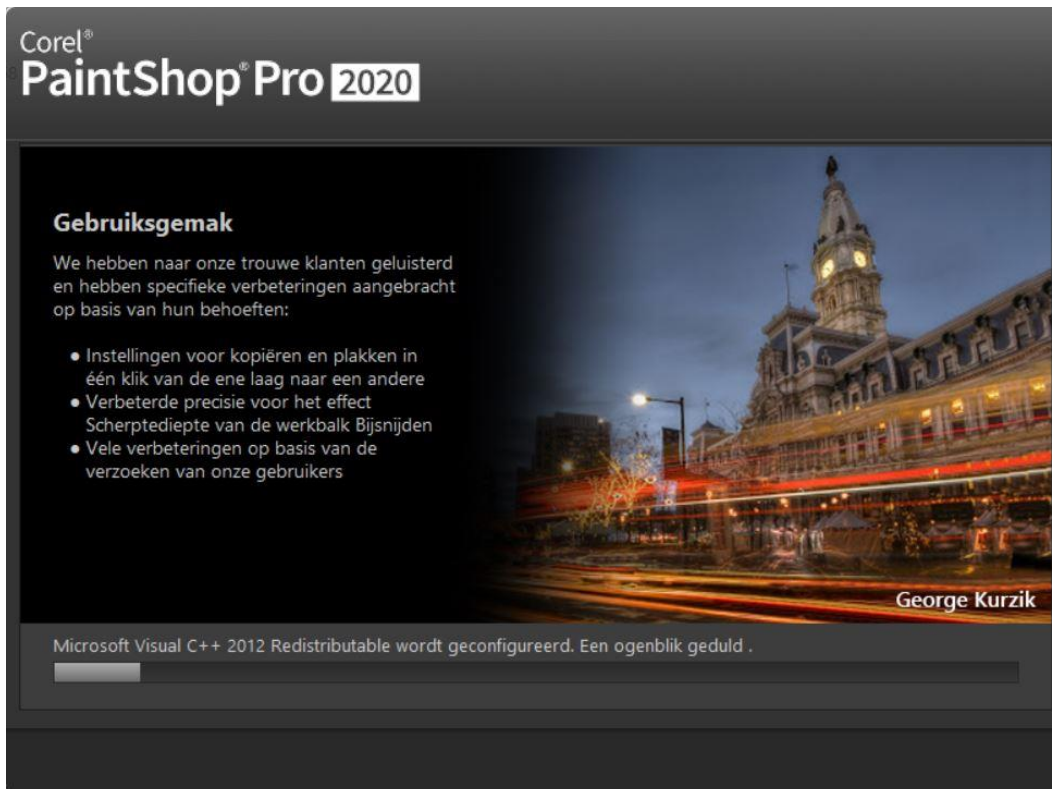 Corel®
PaintShop® Pro 2020
Gebruiksgemak
We hebben naar onze trouwe klanten geluisterd
en hebben specifieke verbeteringen aangebracht
op basis van hun behoeften:
● Instellingen voor kopiëren en plakken in
één klik van de ene laag naar een andere
● Verbeterde precisie voor het effect
Scherptediepte van de werkbalk Bijsnijden
● Vele verbeteringen op basis van de
verzoeken van onze gebruikers
George Kurzik
Microsoft Visual C++ 2012 Redistributable wordt geconfigureerd. Een ogenblik geduld .